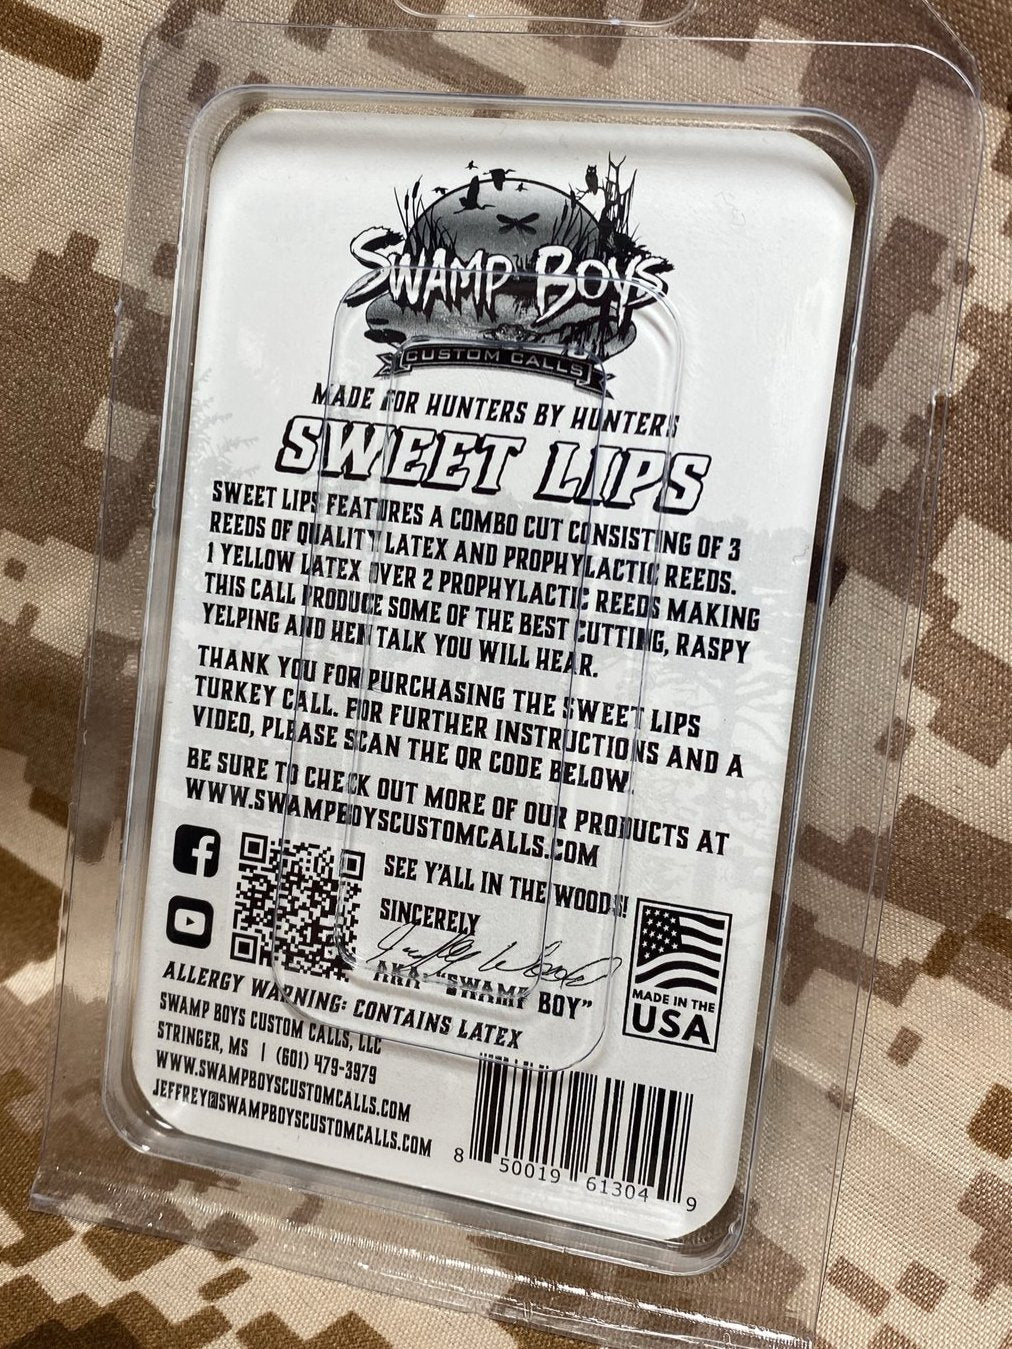 SWAMP BOYS
CUSTOM CALLS
MADE FOR HUNTERS BY HUNTERS
SWEET LIPS
SWEET LIPS FEATURES A COMBO CUT CONSISTING OF 3
REEDS OF QUALITY LATEX AND PROPHYLACTIC REEDS.
1 YELLOW LATEX OVER 2 PROPHYLACTIC REEDS MAKING
THIS CALL PRODUCE SOME OF THE BEST CUTTING, RASPY
YELPING AND HEN TALK YOU WILL HEAR.
THANK YOU FOR PURCHASING THE SWEET LIPS
TURKEY CALL. FOR FURTHER INSTRUCTIONS AND A
VIDEO, PLEASE SCAN THE QR CODE BELOW.
BE SURE TO CHECK OUT MORE OF OUR PRODUCTS AT
WWW.SWAMPBOYSCUSTOMCALLS.COM
SEE Y'ALL IN THE WOODS!
SINCERELY
AKA: "SWAMP BOY"
MADE IN THE
USA
ALLERGY WARNING: CONTAINS LATEX
SWAMP BOYS CUSTOM CALLS, LLC
STRINGER, MS | (601) 479-3979
WWW.SWAMPBOYSCUSTOMCALLS.COM
JEFFREY@SWAMPBOYSCUSTOMCALLS.COM
8 50019 61304 9